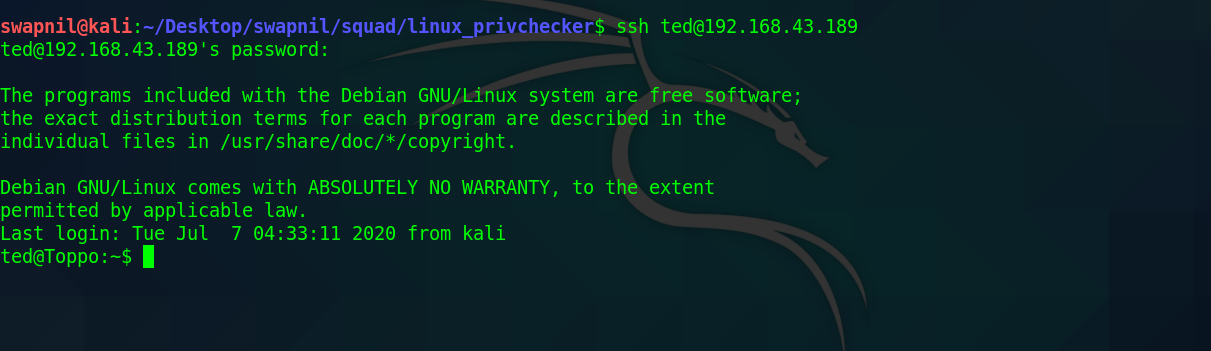 swapnil@kali:~/Desktop/swapnil/squad/linux_privchecker$ ssh ted@192.168.43.189
ted@192.168.43.189's password:
The programs included with the Debian GNU/Linux system are free software;
the exact distribution terms for each program are described in the
individual files in /usr/share/doc/*/copyright.
Debian GNU/Linux comes with ABSOLUTELY NO WARRANTY, to the extent
permitted by applicable law.
Last login: Tue Jul  7 04:33:11 2020 from kali
ted@Toppo:~$